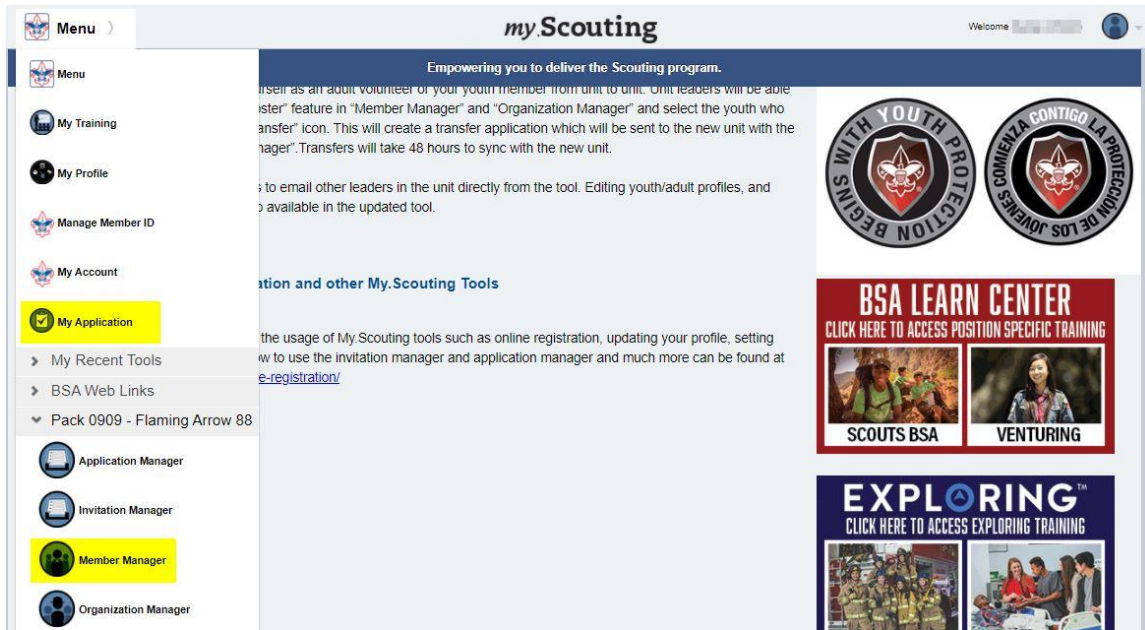 Menu
my.Scouting
Welcome
Empowering you to deliver the Scouting program.
Menu
My Training
My Profile
Manage Member ID
My Account
My Application
My Recent Tools
BSA Web Links
Pack 0909 - Flaming Arrow 88
Application Manager
Invitation Manager
Member Manager
Organization Manager
rself as an adult volunteer or your youth member from unit to unit. Unit leaders will be able
oster" feature in "Member Manager" and "Organization Manager" and select the youth who
ansfer" icon. This will create a transfer application which will be sent to the new unit with the
nager".Transfers will take 48 hours to sync with the new unit.
s to email other leaders in the unit directly from the tool. Editing youth/adult profiles, and
o available in the updated tool.
ation and other My.Scouting Tools
the usage of My.Scouting tools such as online registration, updating your profile, setting
w to use the invitation manager and application manager and much more can be found at
e-registration/
YOUTH PROTECTION BEGINS WITH
COMIENZA CONTIGO LA PROTECCIÓN DE LOS JÓVENES
BSA LEARN CENTER
CLICK HERE TO ACCESS POSITION SPECIFIC TRAINING
SCOUTS BSA
VENTURING
EXPLORING™
CLICK HERE TO ACCESS EXPLORING TRAINING